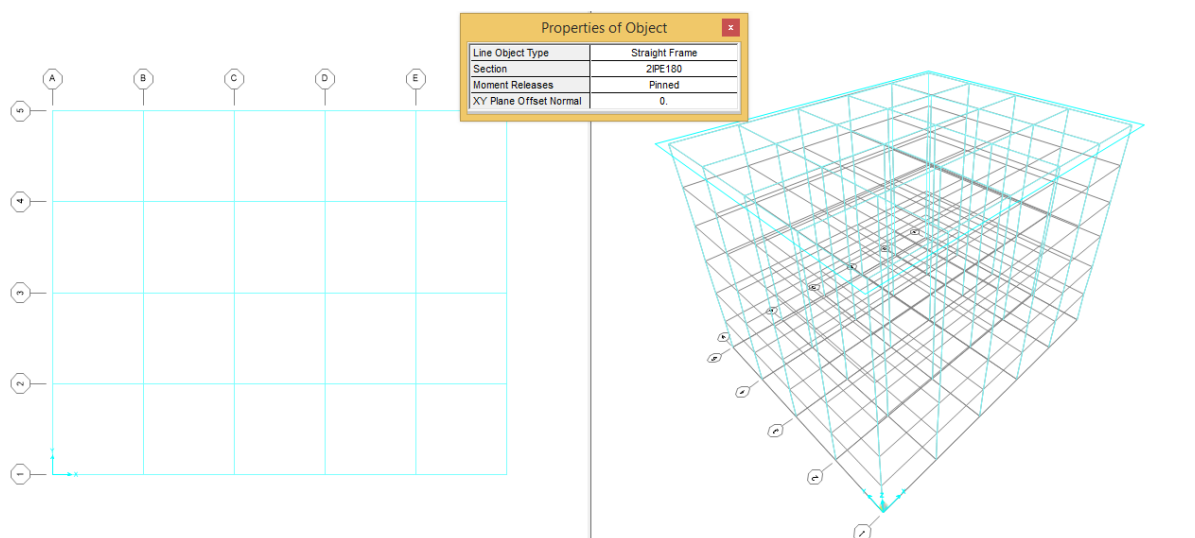 Properties of Object
x
Line Object Type Straight Frame
Section 2IPE180
Moment Releases Pinned
XY Plane Offset Normal 0.
A B C D E
5
4
3
2
1
X